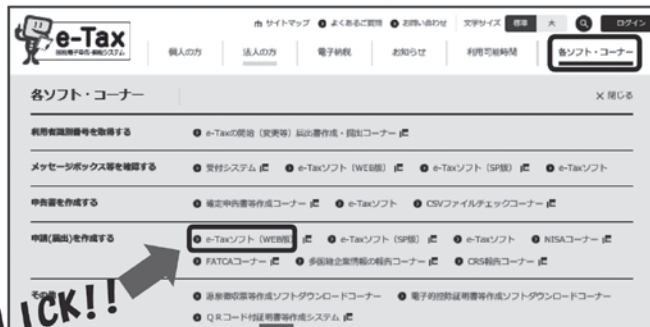 サイトマップ よくあるご質問 お問い合わせ 文字サイズ 標準 大 ログイン
e-Tax
国税電子申告・納税システム
個人の方 法人の方 電子納税 お知らせ 利用可能時間 各ソフト・コーナー
各ソフト・コーナー × 閉じる
利用者識別番号を取得する e-Taxの開始(変更等)届出書作成・提出コーナー
メッセージボックス等を確認する 受付システム e-Taxソフト(WEB版) e-Taxソフト(SP版) e-Taxソフト
申告書を作成する 確定申告書等作成コーナー e-Taxソフト CSVファイルチェックコーナー
申請(届出)を作成する e-Taxソフト(WEB版) e-Taxソフト(SP版) e-Taxソフト NISAコーナー
FATCAコーナー 多国籍企業情報の報告コーナー CRS報告コーナー
その他 源泉徴収票等作成ソフトダウンロードコーナー 電子的控除証明書等作成ソフトダウンロードコーナー
QRコード付証明書等作成システム
LICK!!